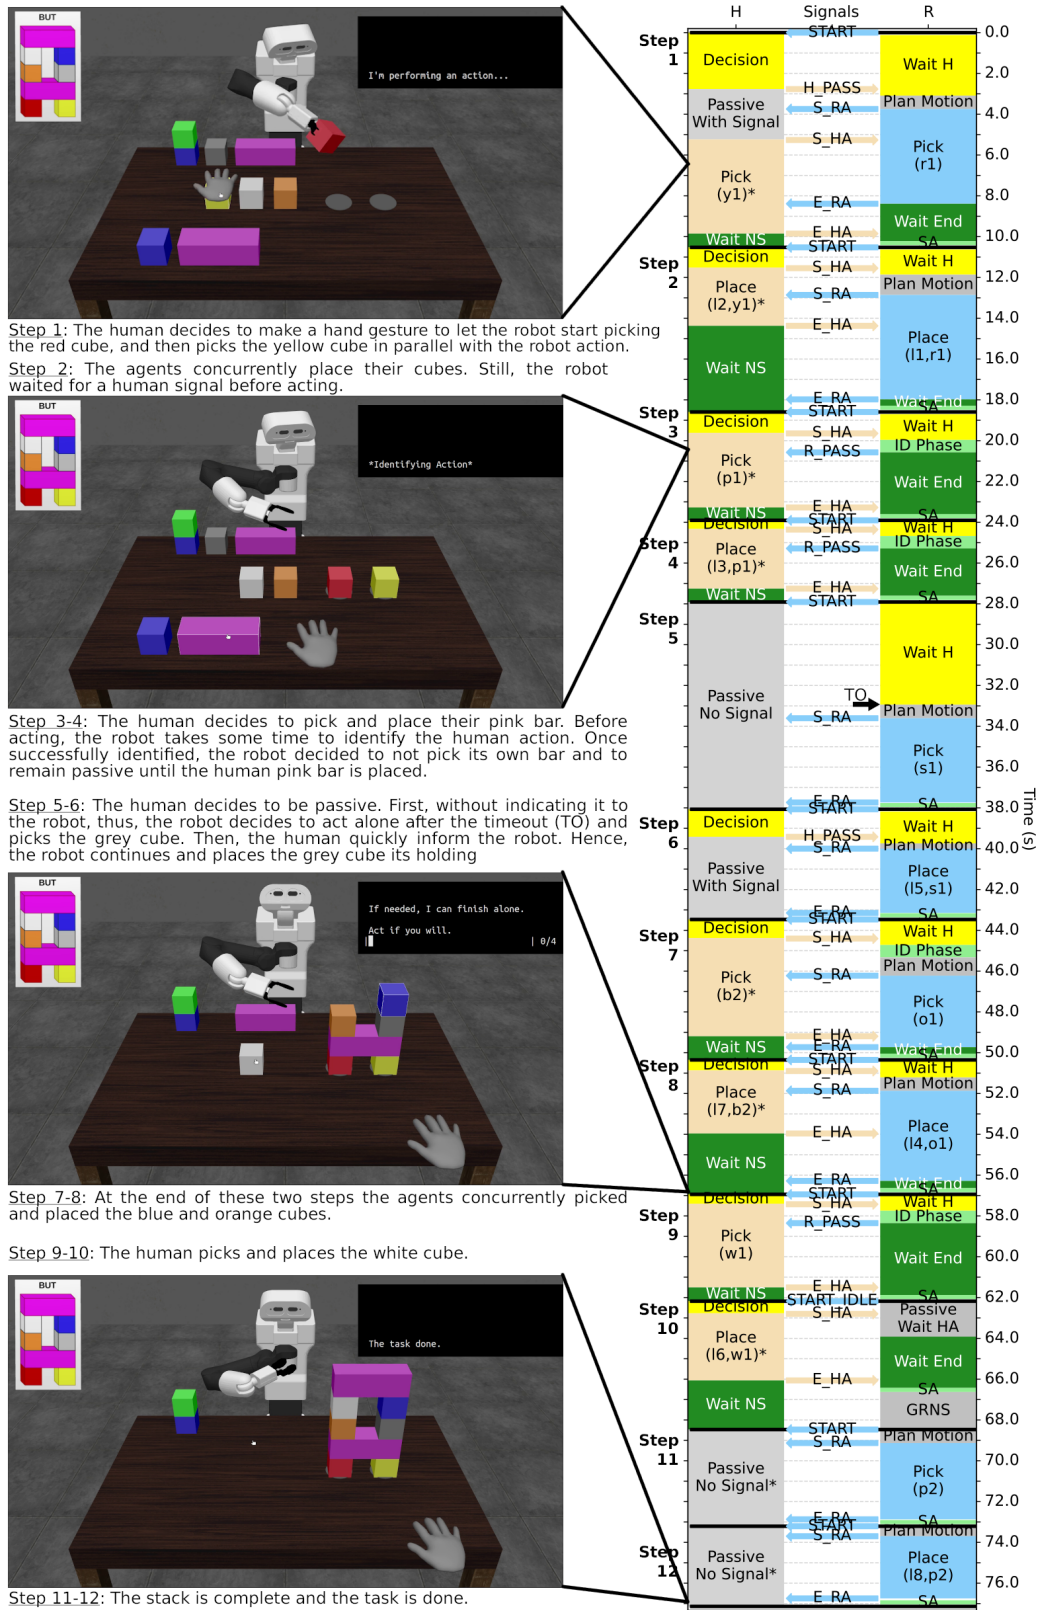 H Signals R
BUT
I'm performing an action...
Step 1: The human decides to make a hand gesture to let the robot start picking
the red cube, and then picks the yellow cube in parallel with the robot action.
Step 2: The agents concurrently place their cubes. Still, the robot
waited for a human signal before acting.
BUT
*Identifying Action*
Step 3-4: The human decides to pick and place their pink bar. Before
acting, the robot takes some time to identify the human action. Once
successfully identified, the robot decided to not pick its own bar and to
remain passive until the human pink bar is placed.
Step 5-6: The human decides to be passive. First, without indicating it to
the robot, thus, the robot decides to act alone after the timeout (TO) and
picks the grey cube. Then, the human quickly inform the robot. Hence,
the robot continues and places the grey cube its holding
BUT
If needed, I can finish alone.
Act if you will.
| | 0/4
Step 7-8: At the end of these two steps the agents concurrently picked
and placed the blue and orange cubes.
Step 9-10: The human picks and places the white cube.
BUT
The task done.
Step 11-12: The stack is complete and the task is done.
START 0.0
Step
1
Decision
Wait H
2.0
H_PASS
Plan Motion
Passive
With Signal
S_RA
4.0
S_HA
Pick
(r1)
6.0
Pick
(y1)*
8.0
E_RA
Wait End
E_HA
10.0
Wait NS
SA
START
Step
2
Decision
Wait H
S_HA
12.0
Plan Motion
Place
(l2,y1)*
S_RA
14.0
E_HA
Place
(l1,r1)
16.0
Wait NS
E_RA
Wait End
18.0
SA
START
Step
3
Decision
Wait H
S_HA
20.0
ID Phase
R_PASS
Pick
(p1)*
Wait End
22.0
E_HA
Wait NS
SA
START
24.0
Step
4
Decision
Wait H
S_HA
ID Phase
R_PASS
Place
(l3,p1)*
26.0
Wait End
E_HA
Wait NS
SA
START
28.0
Step
5
Wait H
30.0
32.0
TO
Passive
No Signal
Plan Motion
S_RA
34.0
Pick
(s1)
36.0
E_RA
SA
38.0
START
Step
6
Decision
Wait H
H_PASS
Plan Motion
S_RA
40.0
Passive
With Signal
Place
(l5,s1)
42.0
E_RA
SA
START
Step
7
Decision
Wait H
44.0
S_HA
ID Phase
Plan Motion
46.0
S_RA
Pick
(b2)*
Pick
(o1)
48.0
E_HA
Wait NS
E_RA
Wait End
50.0
SA
START
Step
8
Decision
Wait H
S_HA
Plan Motion
S_RA
52.0
Place
(l7,b2)*
E_HA
54.0
Place
(l4,o1)
Wait NS
56.0
E_RA
Wait End
SA
START
Step
9
Decision
Wait H
S_HA
ID Phase
58.0
R_PASS
Pick
(w1)
Wait End
60.0
E_HA
Wait NS
SA
62.0
START_IDLE
Step
10
Decision
S_HA
Passive
Wait HA
64.0
Place
(l6,w1)*
Wait End
E_HA
66.0
SA
Wait NS
GRNS
68.0
START
Step
11
Plan Motion
S_RA
70.0
Passive
No Signal*
Pick
(p2)
72.0
E_RA
SA
START
Step
12
Plan Motion
S_RA
74.0
Passive
No Signal*
Place
(l8,p2)
76.0
E_RA
SA
Time (s)